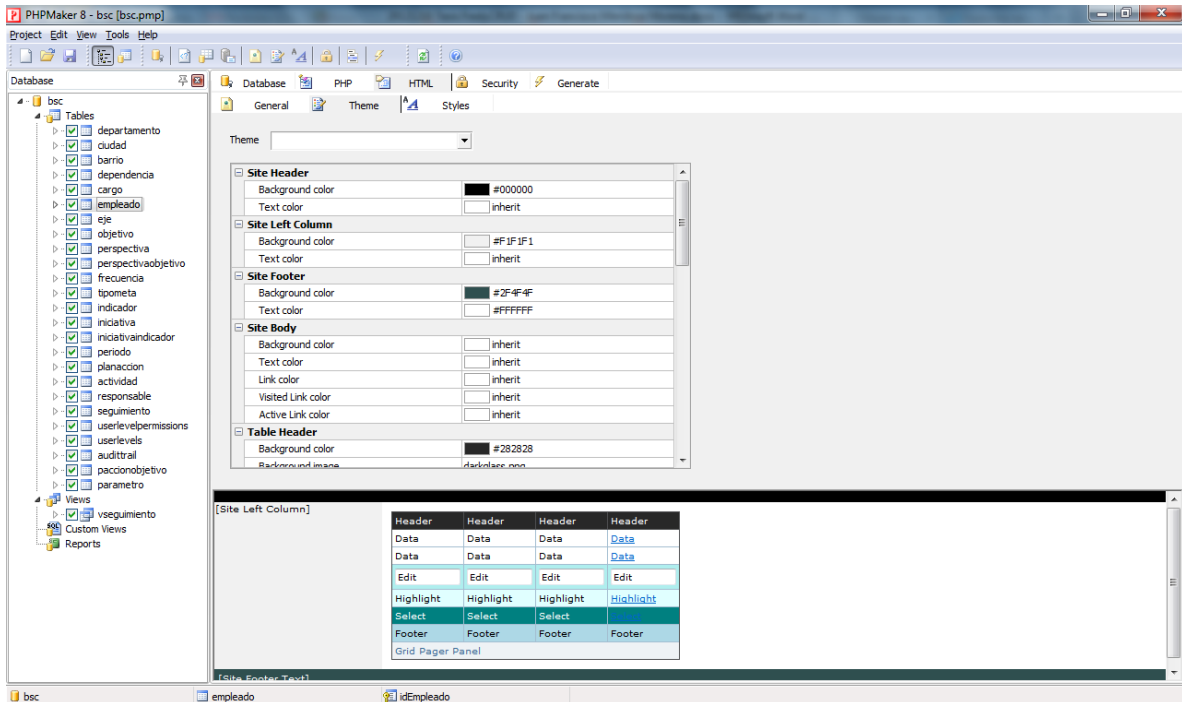 PHPMaker 8 - bsc [bsc.pmp]
Project Edit View Tools Help
Database
bsc
Tables
departamento
ciudad
barrio
dependencia
cargo
empleado
eje
objetivo
perspectiva
perspectivaobjetivo
frecuencia
tipometa
indicador
iniciativa
iniciativaindicador
periodo
planaccion
actividad
responsable
seguimiento
userlevelpermissions
userlevels
audittrail
paccionobjetivo
parametro
Views
vseguimiento
Custom Views
Reports
Database PHP HTML Security Generate
General Theme Styles
Theme
Site Header
Background color #000000
Text color inherit
Site Left Column
Background color #F1F1F1
Text color inherit
Site Footer
Background color #2F4F4F
Text color #FFFFFF
Site Body
Background color inherit
Text color inherit
Link color inherit
Visited Link color inherit
Active Link color inherit
Table Header
Background color #282828
Background image darkglass.png
[Site Left Column]
Header Header Header Header
Data Data Data Data
Data Data Data Data
Edit Edit Edit Edit
Highlight Highlight Highlight Highlight
Select Select Select
Footer Footer Footer Footer
Grid Pager Panel
[Site Footer Text]
bsc empleado idEmpleado